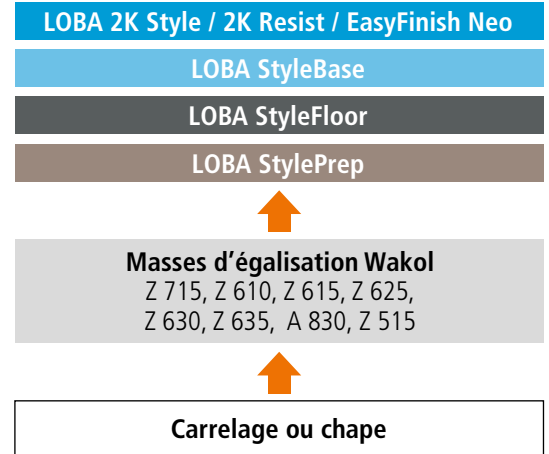 LOBA 2K Style / 2K Resist / EasyFinish Neo
LOBA StyleBase
LOBA StyleFloor
LOBA StylePrep
Masses d’égalisation Wakol
Z 715, Z 610, Z 615, Z 625,
Z 630, Z 635, A 830, Z 515
Carrelage ou chape